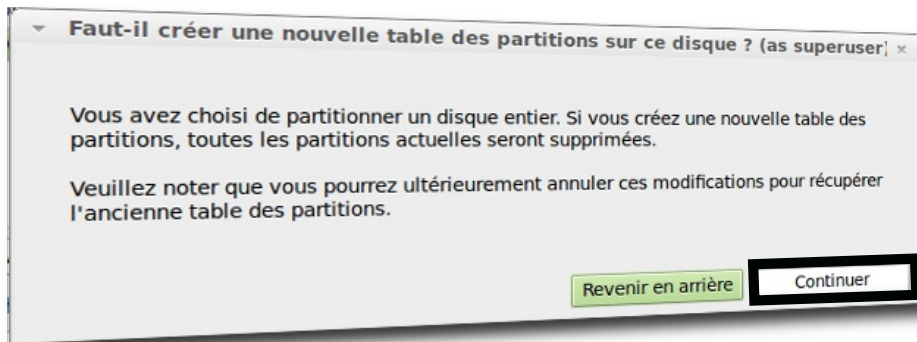 Faut-il créer une nouvelle table des partitions sur ce disque ? (as superuser)
Vous avez choisi de partitionner un disque entier. Si vous créez une nouvelle table des
partitions, toutes les partitions actuelles seront supprimées.
Veuillez noter que vous pourrez ultérieurement annuler ces modifications pour récupérer
l'ancienne table des partitions.
Revenir en arrière
Continuer